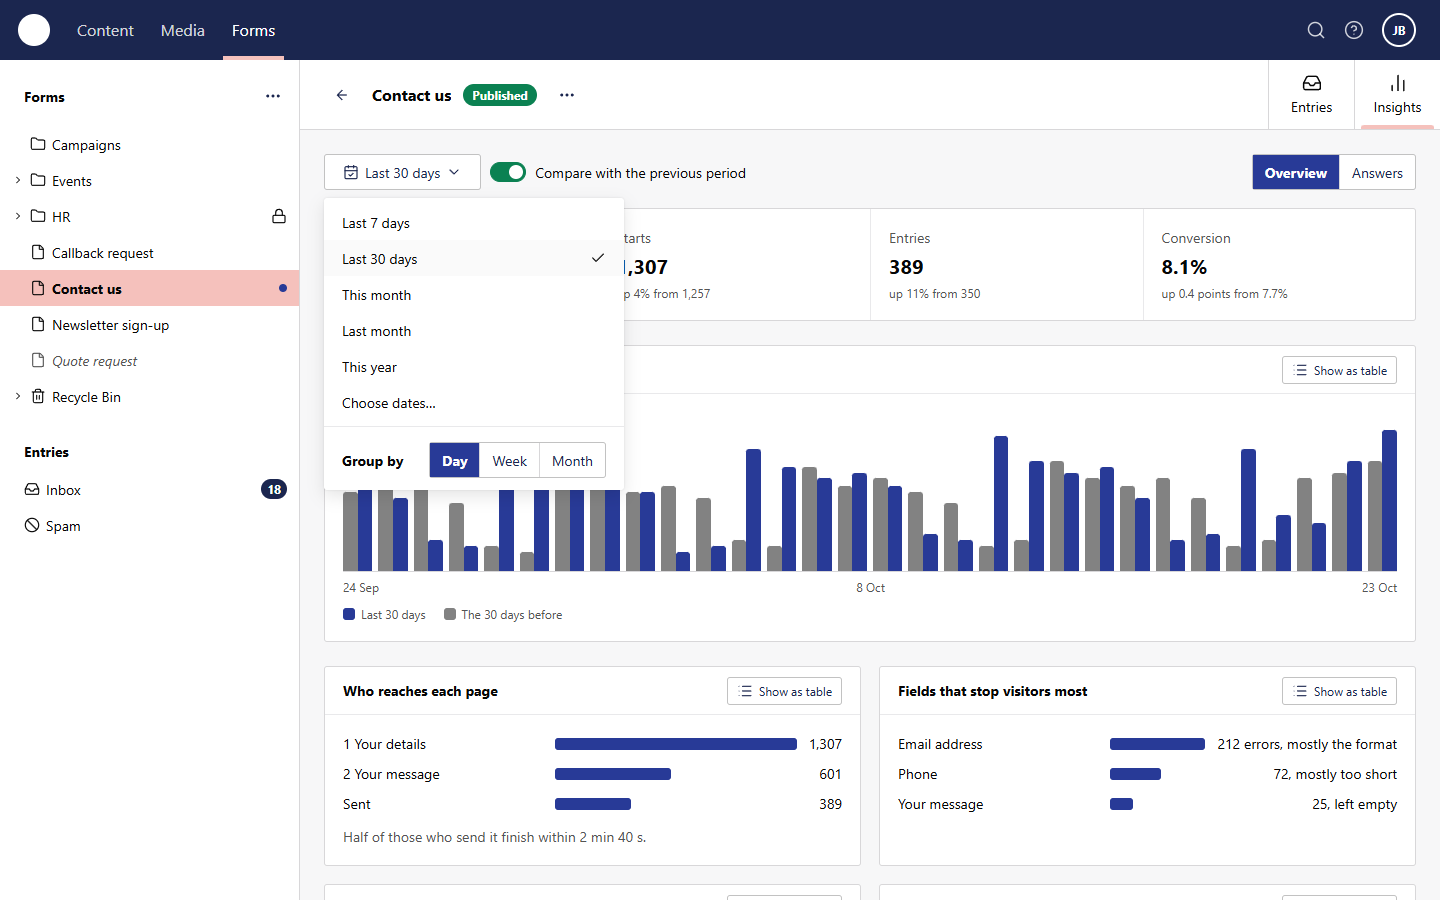 Content
Media
Forms
JB
Forms
Campaigns
Events
HR
Callback request
Contact us
Newsletter sign-up
Quote request
Recycle Bin
Entries
Inbox
18
Spam
Contact us
Published
Entries
Insights
Last 30 days
Compare with the previous period
Overview
Answers
Last 7 days
Last 30 days
This month
Last month
This year
Choose dates...
Group by
Day
Week
Month
Entries
389
up 11% from 350
Conversion
8.1%
up 0.4 points from 7.7%
4% from 1,257
Show as table
24 Sep
8 Oct
23 Oct
Last 30 days
The 30 days before
Who reaches each page
Show as table
1 Your details
1,307
2 Your message
601
Sent
389
Half of those who send it finish within 2 min 40 s.
Fields that stop visitors most
Show as table
Email address
212 errors, mostly the format
Phone
72, mostly too short
Your message
25, left empty